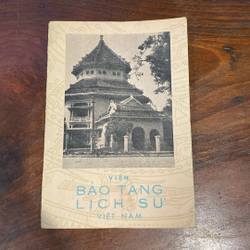 VIỆN
BẢO TÀNG
LỊCH SỬ
VIỆT NAM